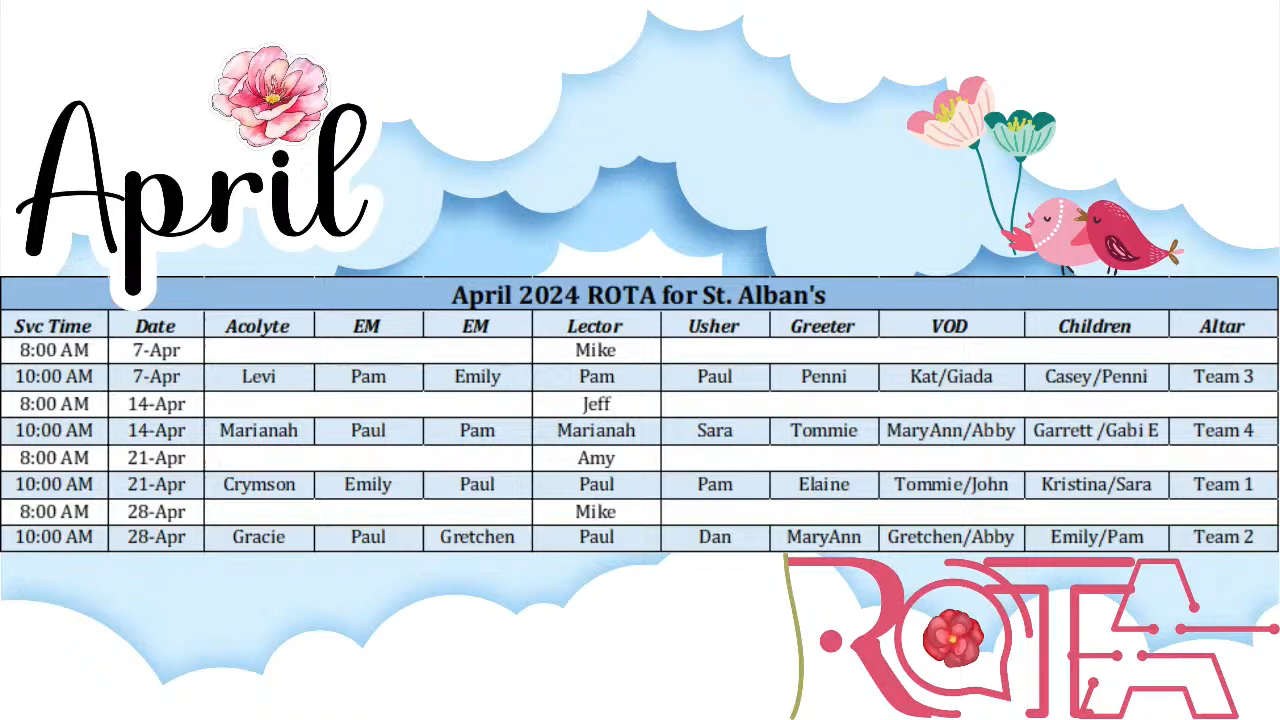 April
April 2024 ROTA for St. Alban's
Svc Time Date Acolyte EM EM Lector Usher Greeter VOD Children Altar
8:00 AM 7-Apr Mike
10:00 AM 7-Apr Levi Pam Emily Pam Paul Penni Kat/Giada Casey/Penni Team 3
8:00 AM 14-Apr Jeff
10:00 AM 14-Apr Marianah Paul Pam Marianah Sara Tommie MaryAnn/Abby Garrett /Gabi E Team 4
8:00 AM 21-Apr Amy
10:00 AM 21-Apr Crymson Emily Paul Paul Pam Elaine Tommie/John Kristina/Sara Team 1
8:00 AM 28-Apr Mike
10:00 AM 28-Apr Gracie Paul Gretchen Paul Dan MaryAnn Gretchen/Abby Emily/Pam Team 2
ROTA